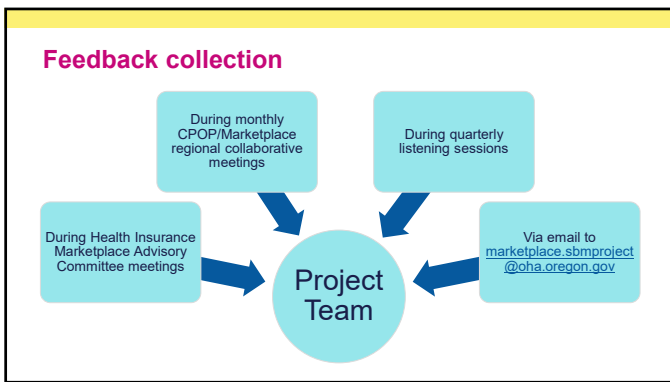 Feedback collection
During monthly
CPOP/Marketplace
regional collaborative
meetings
During quarterly
listening sessions
During Health Insurance
Marketplace Advisory
Committee meetings
Via email to
marketplace.sbmproject
@oha.oregon.gov
Project
Team